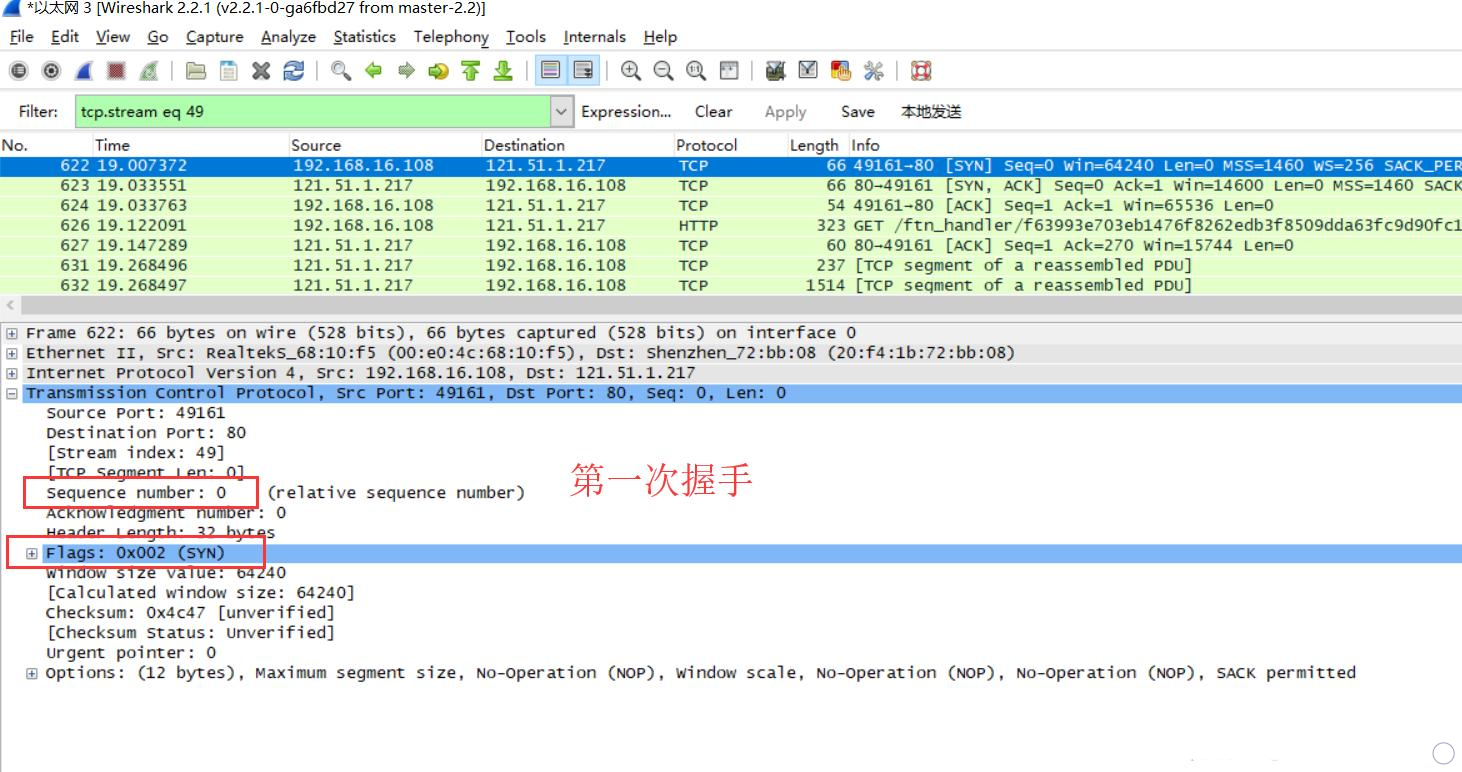 *以太网 3 [Wireshark 2.2.1 (v2.2.1-0-ga6fbd27 from master-2.2)]
File Edit View Go Capture Analyze Statistics Telephony Tools Internals Help
Filter: tcp.stream eq 49 Expression... Clear Apply Save 本地发送
No. Time Source Destination Protocol Length Info
622 19.007372 192.168.16.108 121.51.1.217 TCP 66 49161→80 [SYN] Seq=0 Win=64240 Len=0 MSS=1460 WS=256 SACK_PER
623 19.033551 121.51.1.217 192.168.16.108 TCP 66 80→49161 [SYN, ACK] Seq=0 Ack=1 Win=14600 Len=0 MSS=1460 SACK
624 19.033763 192.168.16.108 121.51.1.217 TCP 54 49161→80 [ACK] Seq=1 Ack=1 Win=65536 Len=0
626 19.122091 192.168.16.108 121.51.1.217 HTTP 323 GET /ftn_handler/f63993e703eb1476f8262edb3f8509dda63fc9d90fc1
627 19.147289 121.51.1.217 192.168.16.108 TCP 60 80→49161 [ACK] Seq=1 Ack=270 Win=15744 Len=0
631 19.268496 121.51.1.217 192.168.16.108 TCP 237 [TCP segment of a reassembled PDU]
632 19.268497 121.51.1.217 192.168.16.108 TCP 1514 [TCP segment of a reassembled PDU]
Frame 622: 66 bytes on wire (528 bits), 66 bytes captured (528 bits) on interface 0
Ethernet II, Src: RealtekS_68:10:f5 (00:e0:4c:68:10:f5), Dst: Shenzhen_72:bb:08 (20:f4:1b:72:bb:08)
Internet Protocol Version 4, Src: 192.168.16.108, Dst: 121.51.1.217
Transmission Control Protocol, Src Port: 49161, Dst Port: 80, Seq: 0, Len: 0
Source Port: 49161
Destination Port: 80
[Stream index: 49]
[TCP Segment Len: 0]
Sequence number: 0 (relative sequence number)
第一次握手
Acknowledgment number: 0
Header Length: 32 bytes
Flags: 0x002 (SYN)
Window size value: 64240
[Calculated window size: 64240]
Checksum: 0x4c47 [unverified]
[Checksum Status: Unverified]
Urgent pointer: 0
Options: (12 bytes), Maximum segment size, No-Operation (NOP), Window scale, No-Operation (NOP), No-Operation (NOP), SACK permitted